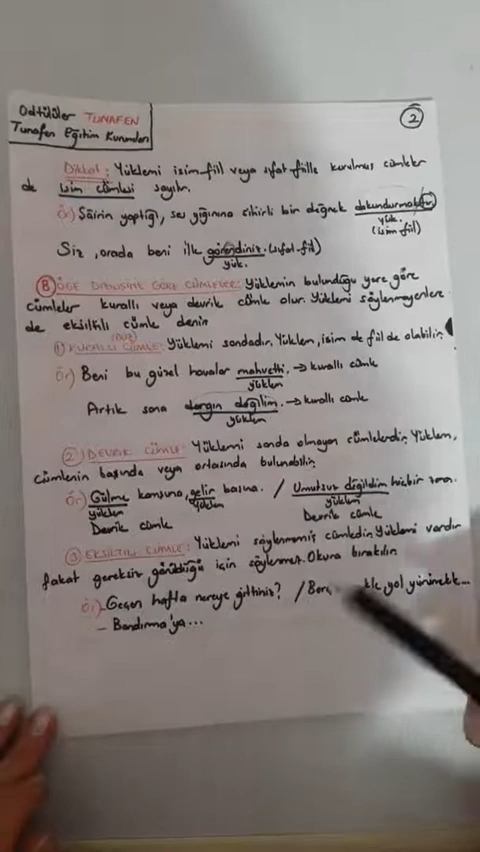 Odtülüler TUNAFEN
Tunafen Eğitim Kurumları
2
Dikkat: Yüklemi isim-fiil veya sıfat-fiille kurulmuş cümleler
de isim cümlesi sayılır.
Ör) Şairin yaptığı, ses yığınına sihirli bir değnek dokundurmaktır.
yük.
(isim fiil)
Siz, orada beni ilk görendiniz. (sıfat-fiil)
yük.
B ÖGE DİZİLİŞİNE GÖRE CÜMLELER: Yüklemin bulunduğu yere göre
cümleler kurallı veya devrik cümle olur. Yüklemi söylenmeyenlere
de eksiltili cümle denir
(Düz)
1) KURALLI CÜMLE: Yüklemi sondadır. Yüklem, isim de fiil de olabilir.
Ör) Beni bu güzel havalar mahvetti. → kurallı cümle
yüklem
Artık sana dargın değilim. → kurallı cümle
yüklem
2) DEVRİK CÜMLE: Yüklemi sonda olmayan cümlelerdir. Yüklem,
cümlenin başında veya ortasında bulunabilir.
Ör) Gülme komşuna, gelir başına. / Umutsuz değildim hiçbir zaman.
yüklem yüklem yüklem
Devrik cümle Devrik cümle
3) EKSİLTİLİ CÜMLE: Yüklemi söylenmemiş cümledir. Yüklemi vardır
fakat gereksiz görüldüğü için söylenmez. Okura bırakılır.
Ör) - Geçen hafta nereye gittiniz? / yol yürümek...
- Bandırma'ya...